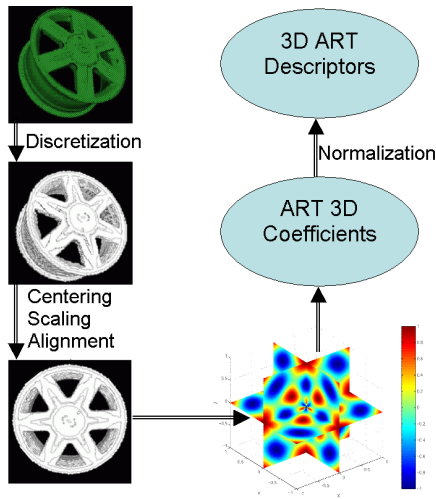 Discretization
Centering
Scaling
Alignment
3D ART
Descriptors
Normalization
ART 3D
Coefficients